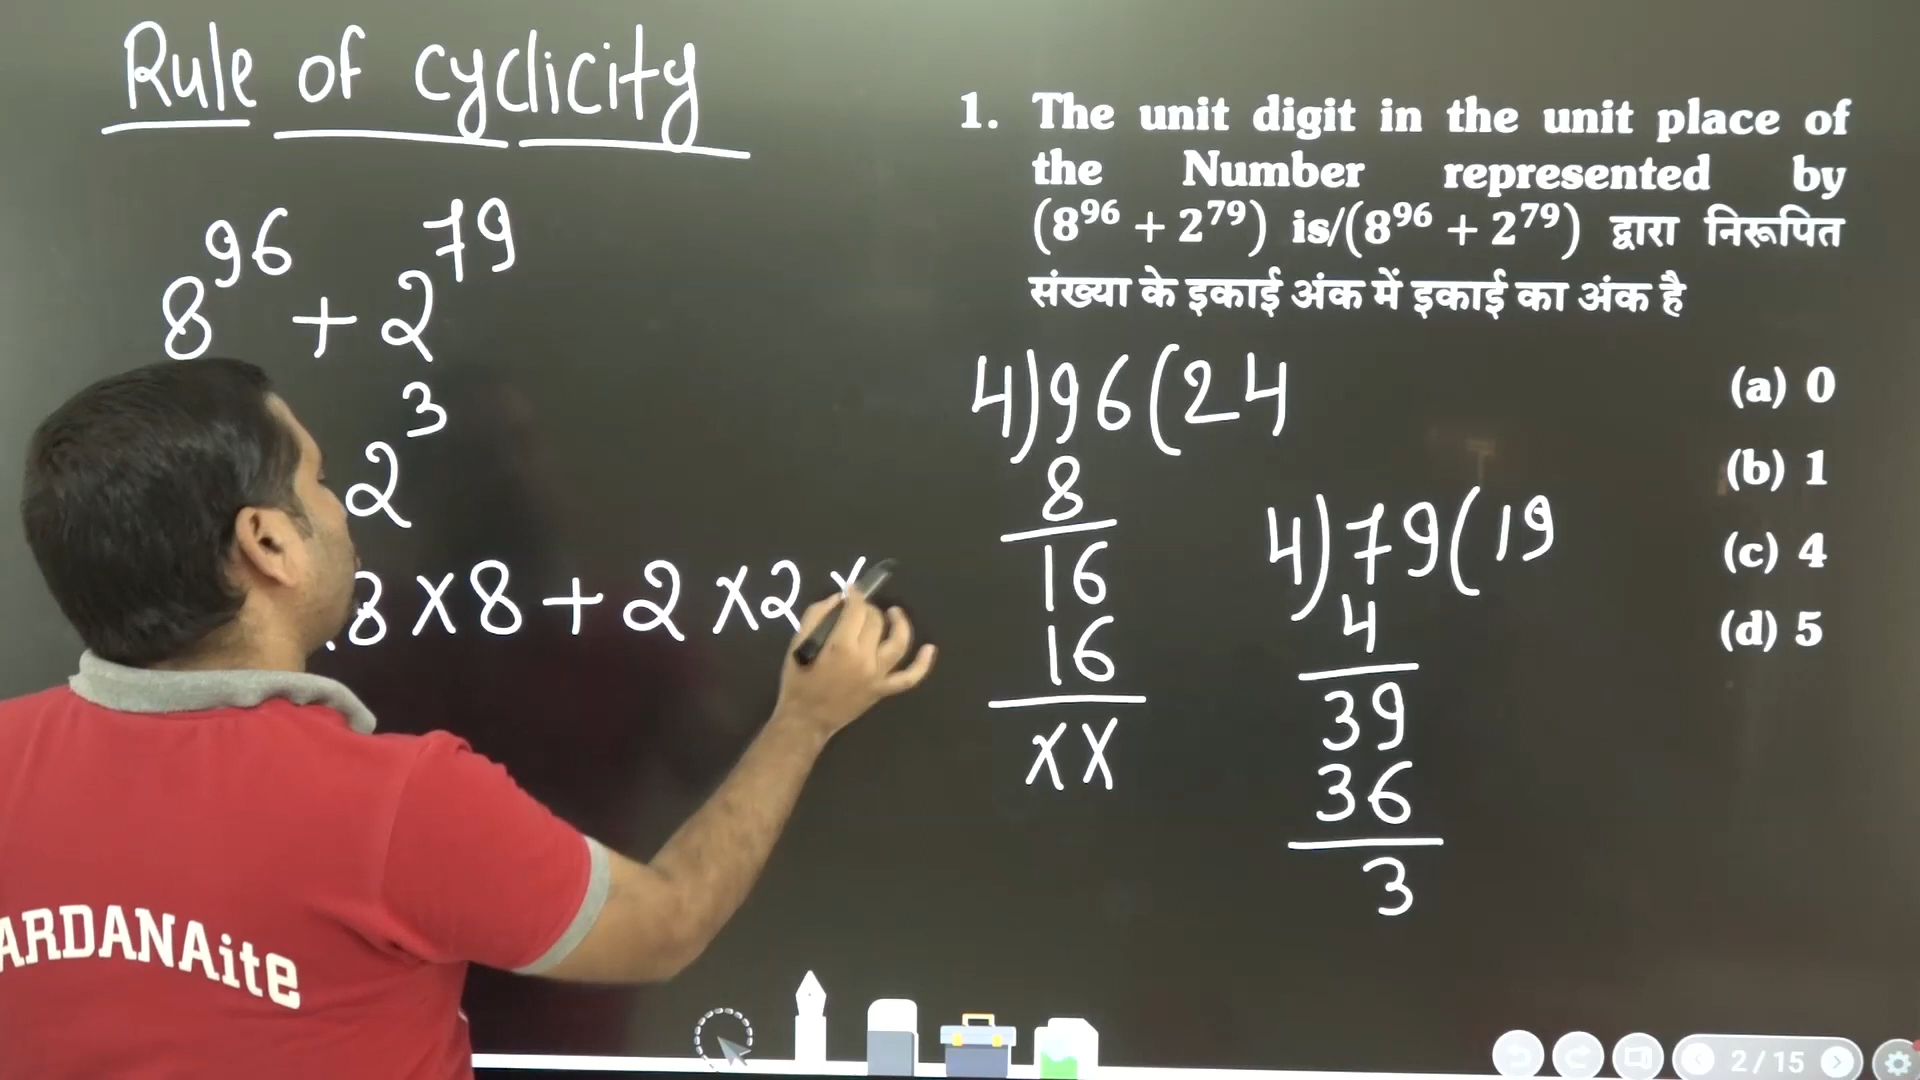 Rule of cyclicity
8^96 + 2^79
2^3
8 × 8 + 2 × 2 ×
1. The unit digit in the unit place of
the Number represented by
(8^96 + 2^79) is/(8^96 + 2^79) द्वारा निरूपित
संख्या के इकाई अंक में इकाई का अंक है
(a) 0
(b) 1
(c) 4
(d) 5
4)96(24
8
16
16
××
4)79(19
4
39
36
3
ARDANAite
2/15